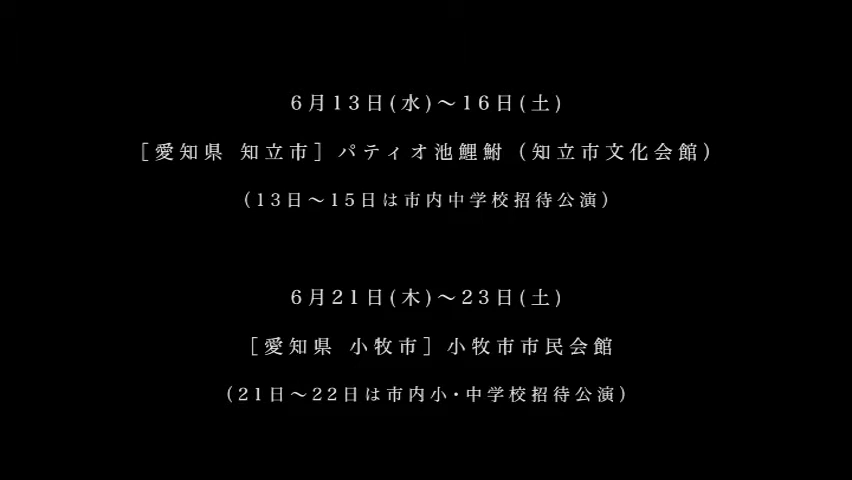 6月13日(水)～16日(土)
［愛知県 知立市］パティオ池鯉鮒（知立市文化会館）
（13日～15日は市内中学校招待公演）
6月21日(木)～23日(土)
［愛知県 小牧市］小牧市市民会館
（21日～22日は市内小・中学校招待公演）